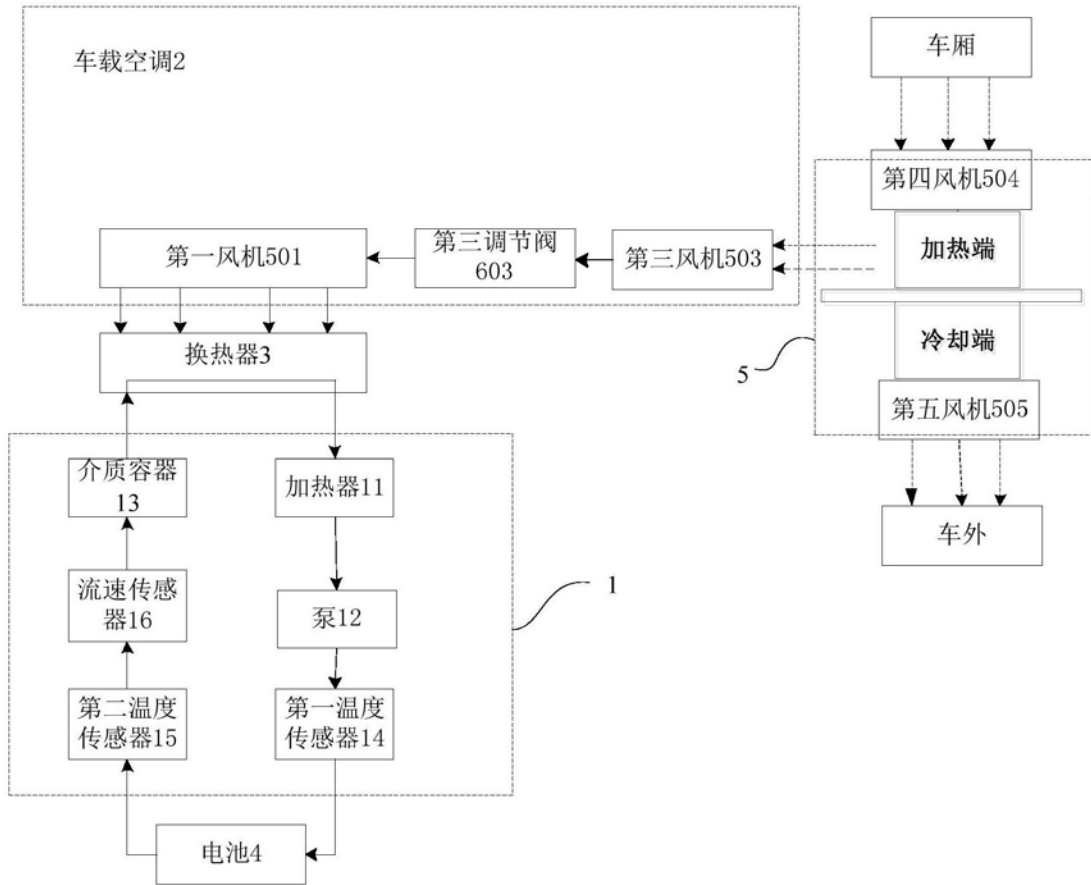 车载空调2
车厢
第四风机504
第一风机501
第三调节阀
603
第三风机503
加热端
换热器3
冷却端
5
第五风机505
介质容器
13
加热器11
车外
流速传感
器16
泵12
1
第二温度
传感器15
第一温度
传感器14
电池4